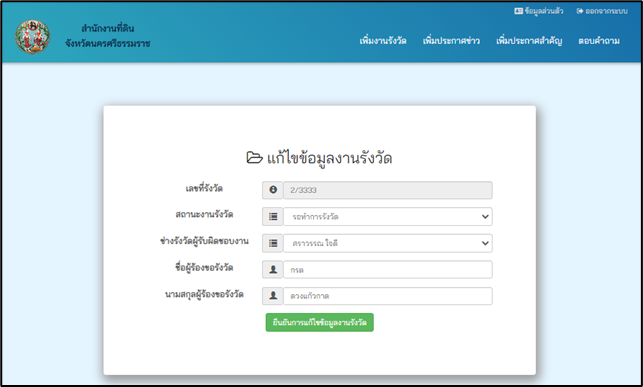 ข้อมูลส่วนตัว ออกจากระบบ
สำนักงานที่ดิน
จังหวัดนครศรีธรรมราช
เพิ่มงานรังวัด เพิ่มประกาศข่าว เพิ่มประกาศสำคัญ ตอบคำถาม
แก้ไขข้อมูลงานรังวัด
เลขที่รังวัด 2/3333
สถานะงานรังวัด รอทำการรังวัด
ช่างรังวัดผู้รับผิดชอบงาน ศราวรรณ ใจดี
ชื่อผู้ร้องขอรังวัด กรด
นามสกุลผู้ร้องขอรังวัด ดวงแก้วกาด
ยืนยันการแก้ไขข้อมูลงานรังวัด